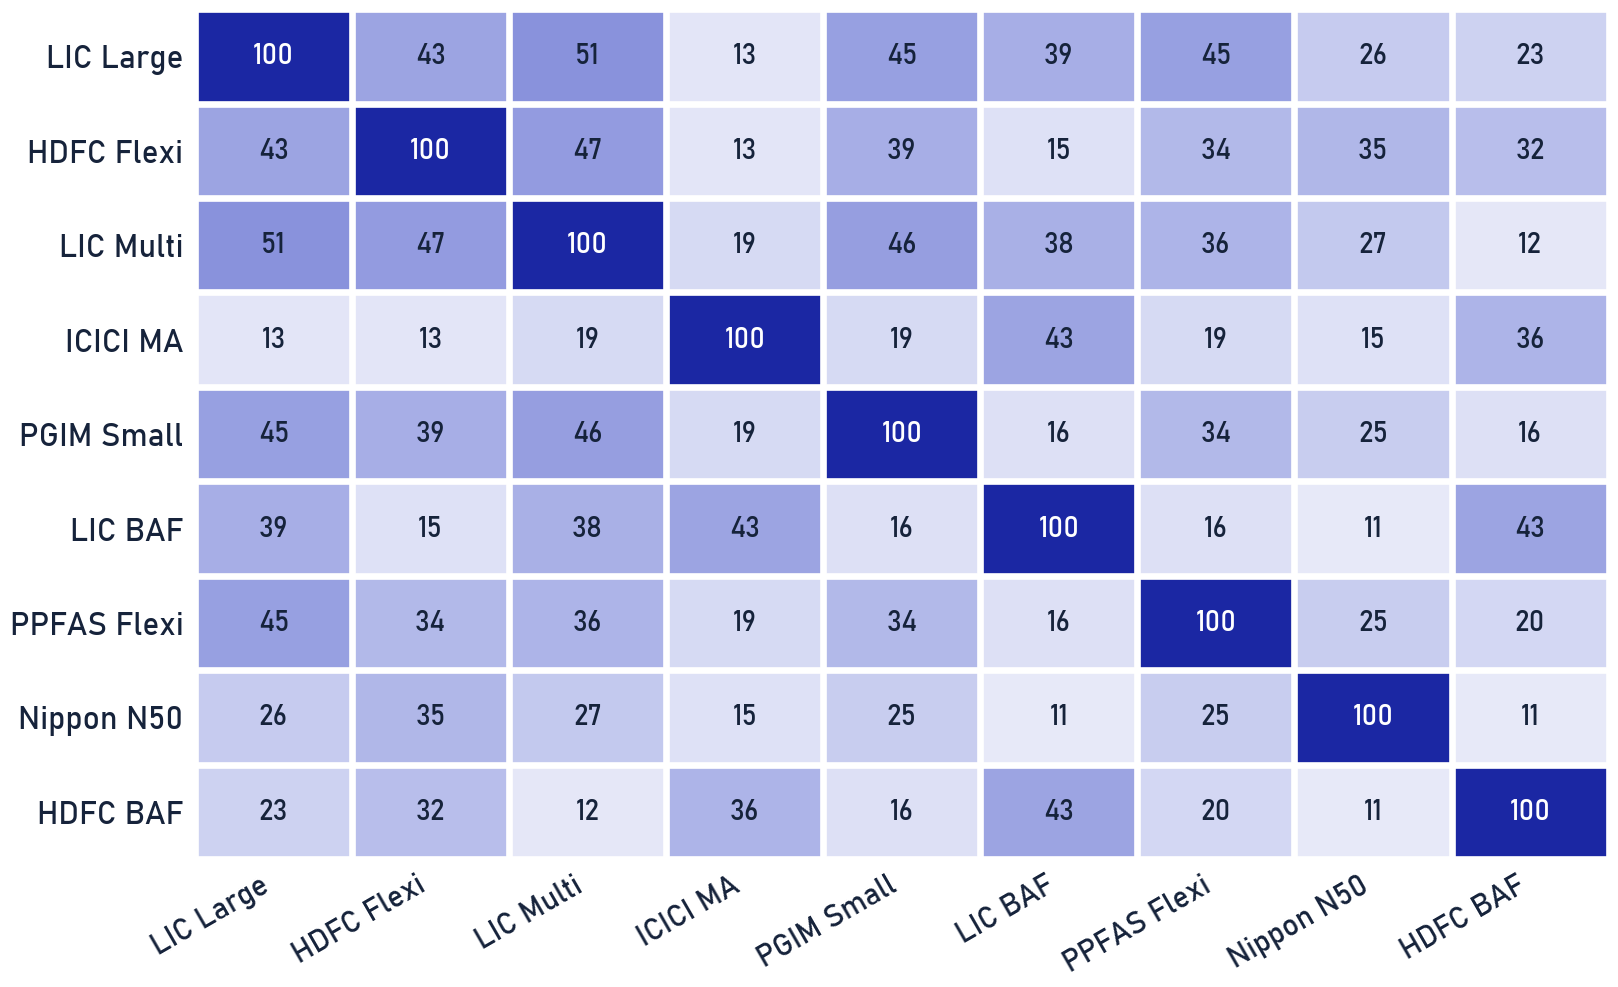 LIC Large 100 43 51 13 45 39 45 26 23
HDFC Flexi 43 100 47 13 39 15 34 35 32
LIC Multi 51 47 100 19 46 38 36 27 12
ICICI MA 13 13 19 100 19 43 19 15 36
PGIM Small 45 39 46 19 100 16 34 25 16
LIC BAF 39 15 38 43 16 100 16 11 43
PPFAS Flexi 45 34 36 19 34 16 100 25 20
Nippon N50 26 35 27 15 25 11 25 100 11
HDFC BAF 23 32 12 36 16 43 20 11 100
LIC Large HDFC Flexi LIC Multi ICICI MA PGIM Small LIC BAF PPFAS Flexi Nippon N50 HDFC BAF